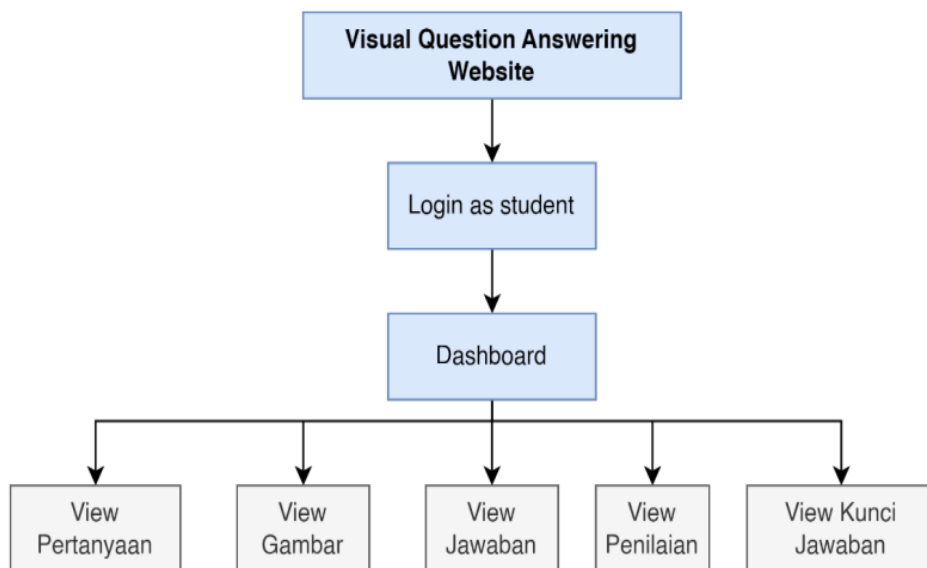 Visual Question Answering
Website
Login as student
Dashboard
View
Pertanyaan
View
Gambar
View
Jawaban
View
Penilaian
View Kunci
Jawaban